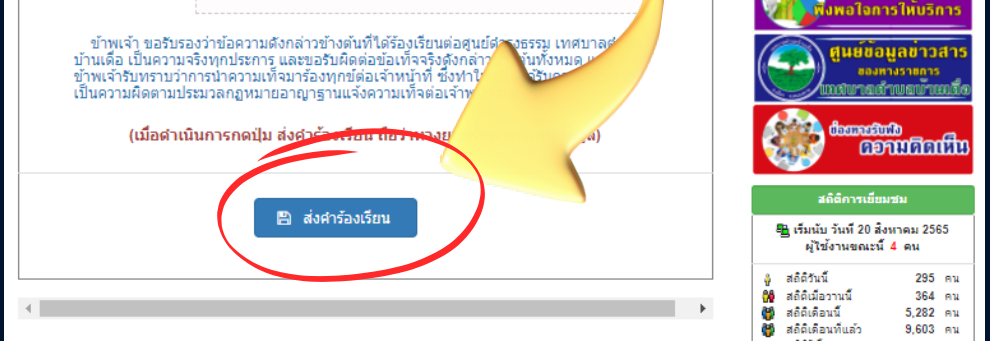 ข้าพเจ้า ขอรับรองว่าข้อความดังกล่าวข้างต้นที่ได้ร้องเรียนต่อศูนย์ดำรงธรรม
บ้านเดื่อ เป็นความจริงทุกประการ และขอรับผิดต่อข้อเท็จจริงดังกล่าว
ข้าพเจ้ารับทราบว่าการนำความเท็จมาร้องทุกข์ต่อเจ้าหน้าที่
เป็นความผิดตามประมวลกฎหมายอาญาฐานแจ้งความเท็จต่อ
(เมื่อดำเนินการกดปุ่ม ส่งคำร้องเรียน ถือว่า
ส่งคำร้องเรียน
พึงพอใจการให้บริการ
ศูนย์ข้อมูลข่าวสาร
ของทางราชการ
เทศบาลตำบลบ้านเดื่อ
ช่องทางรับฟัง
ความคิดเห็น
สถิติการเยี่ยมชม
เริ่มนับ วันที่ 20 สิงหาคม 2565
ผู้ใช้งานขณะนี้ 4 คน
สถิติวันนี้ 295 คน
สถิติเมื่อวานนี้ 364 คน
สถิติเดือนนี้ 5,282 คน
สถิติเดือนที่แล้ว 9,603 คน